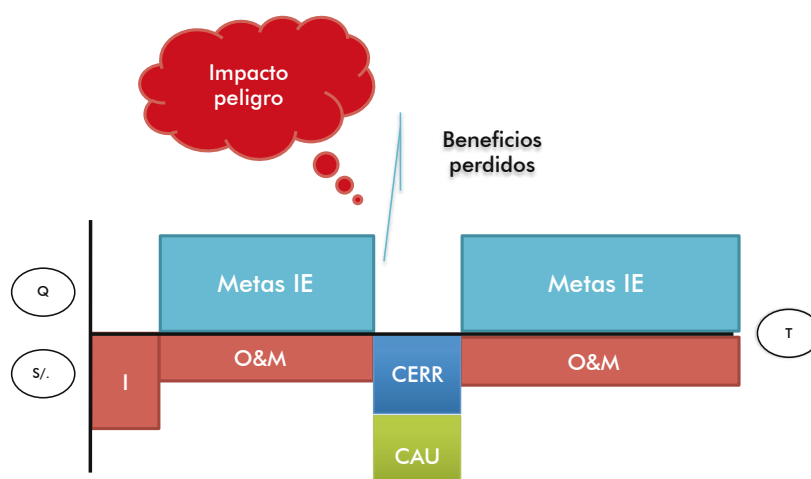 Impacto
peligro
Beneficios
perdidos
Metas IE
Metas IE
Q
T
S/.
I
O&M
CERR
O&M
CAU